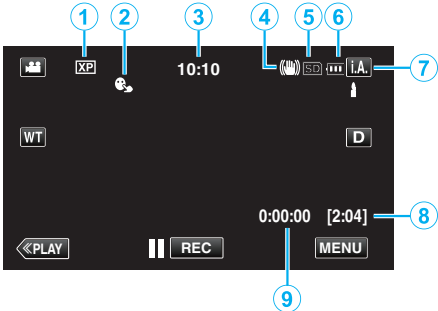 1 2 3 4 5 6
XP 10:10 SD i.A. 7
WT D
0:00:00 [2:04] 8
≪PLAY REC MENU
9